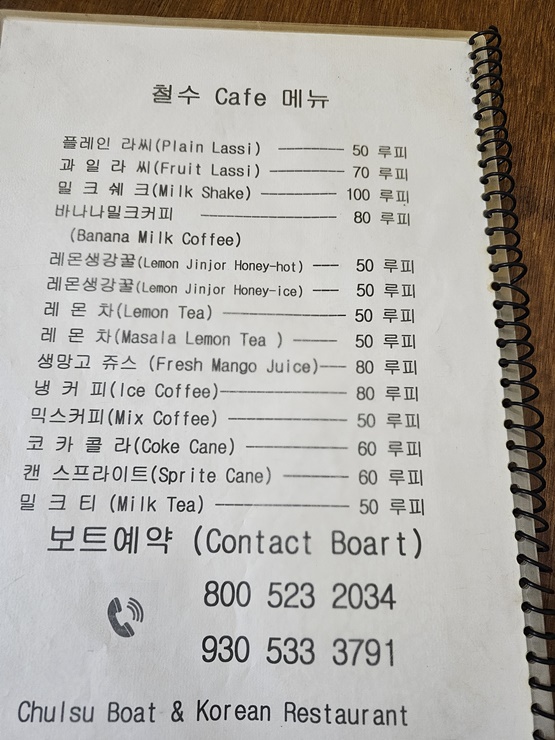 철수 Cafe 메뉴
플레인 라씨(Plain Lassi) ———— 50 루피
과 일 라 씨(Fruit Lassi) ———— 70 루피
밀 크 쉐 크(Milk Shake) ———— 100 루피
바나나밀크커피 ———— 80 루피
(Banana Milk Coffee)
레몬생강꿀(Lemon Jinjor Honey-hot) —— 50 루피
레몬생강꿀(Lemon Jinjor Honey-ice) —— 50 루피
레 몬 차(Lemon Tea) ———— 50 루피
레 몬 차(Masala Lemon Tea ) ——— 50 루피
생망고 쥬스 (Fresh Mango Juice)—— 80 루피
냉 커 피(Ice Coffee)———— 80 루피
믹스커피(Mix Coffee) ———— 50 루피
코 카 콜 라(Coke Cane) ———— 60 루피
캔 스프라이트(Sprite Cane) ——— 60 루피
밀 크 티 (Milk Tea) ———— 50 루피
보트예약 (Contact Boart)
800 523 2034
930 533 3791
Chulsu Boat & Korean Restaurant